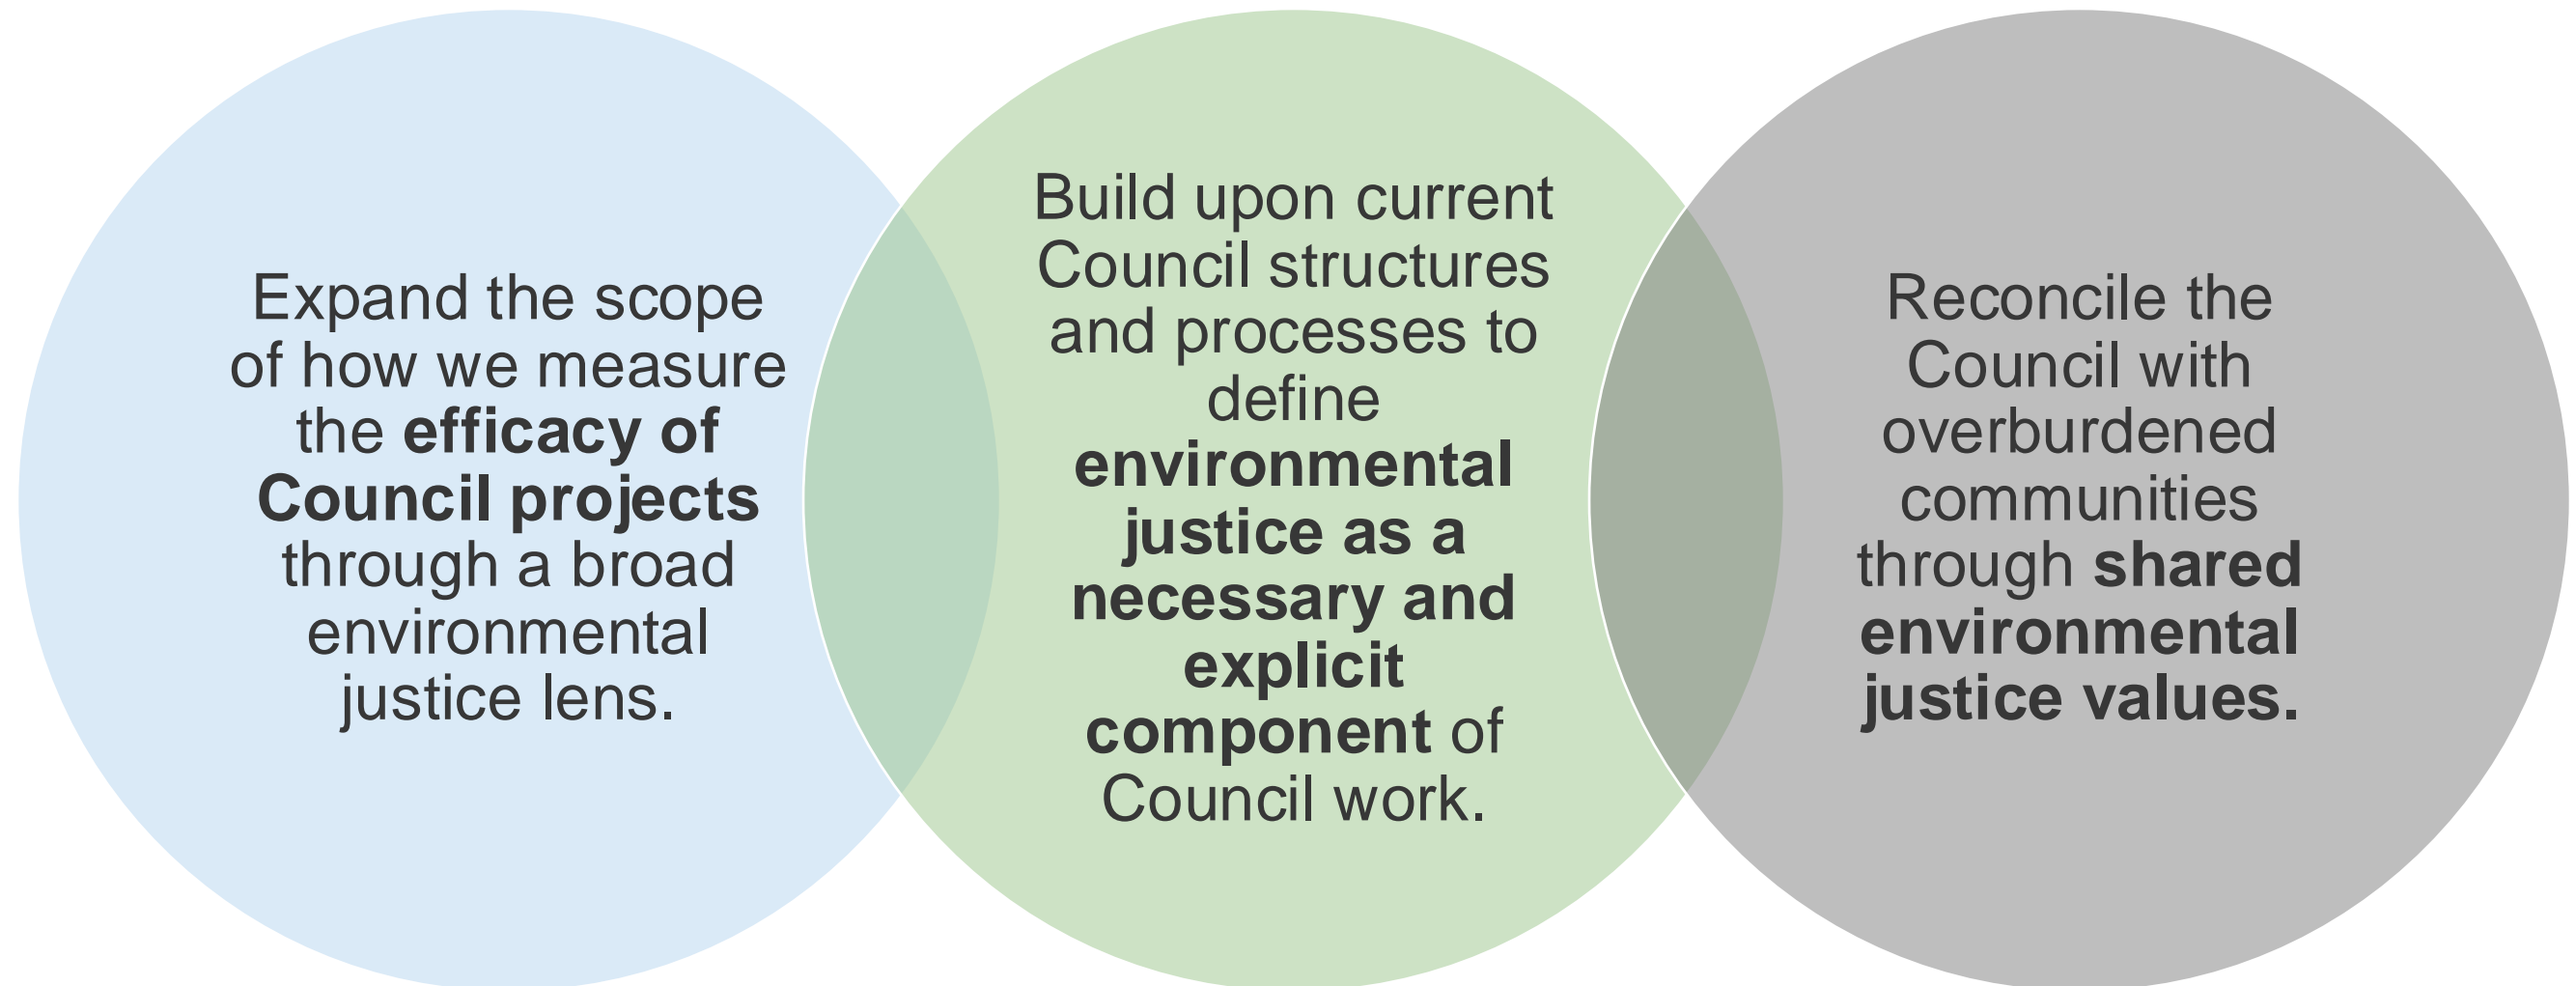 Expand the scope
of how we measure
the efficacy of
Council projects
through a broad
environmental
justice lens.
Build upon current
Council structures
and processes to
define
environmental
justice as a
necessary and
explicit
component of
Council work.
Reconcile the
Council with
overburdened
communities
through shared
environmental
justice values.